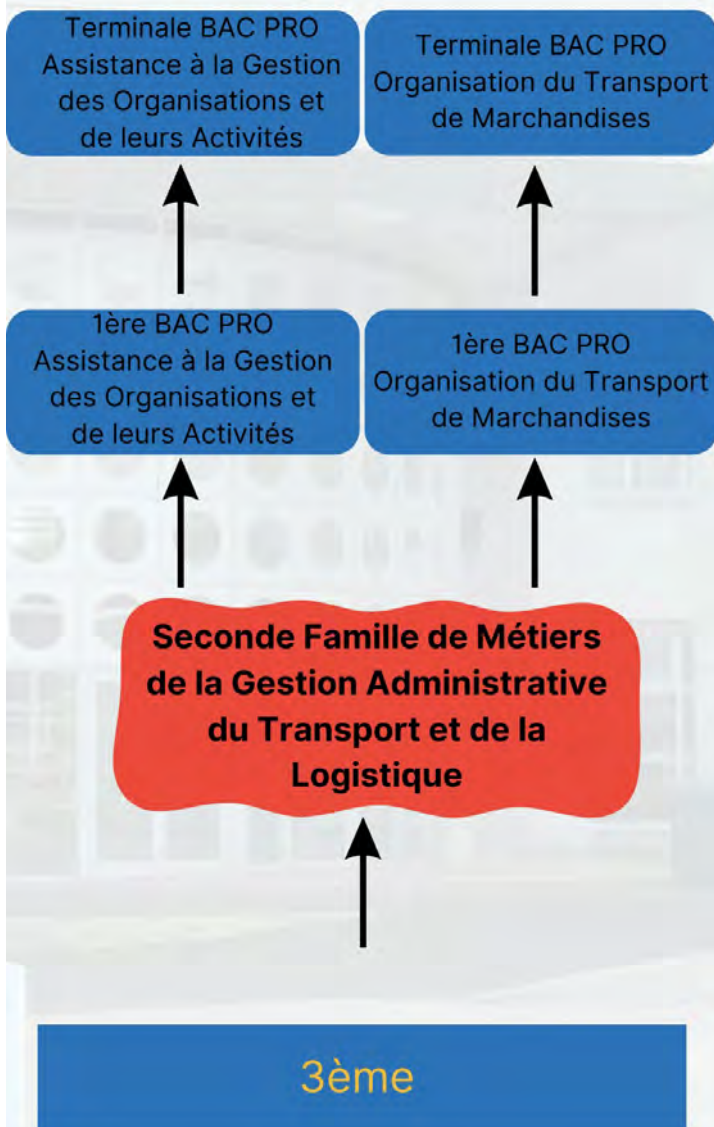 Terminale BAC PRO
Assistance à la Gestion
des Organisations et
de leurs Activités
Terminale BAC PRO
Organisation du Transport
de Marchandises
1ère BAC PRO
Assistance à la Gestion
des Organisations et
de leurs Activités
1ère BAC PRO
Organisation du Transport
de Marchandises
Seconde Famille de Métiers
de la Gestion Administrative
du Transport et de la
Logistique
3ème